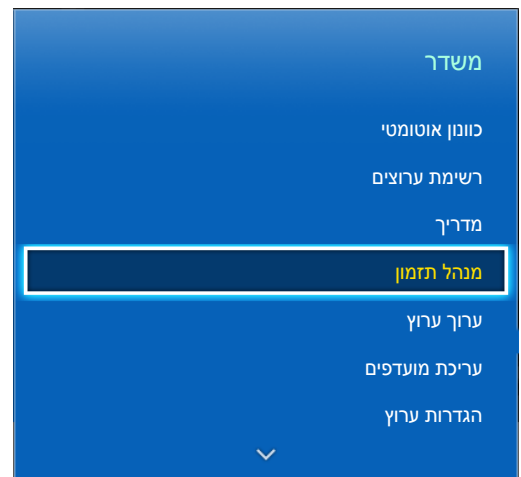 משדר
כוונון אוטומטי
רשימת ערוצים
מדריך
מנהל תזמון
ערוך ערוץ
עריכת מועדפים
הגדרות ערוץ